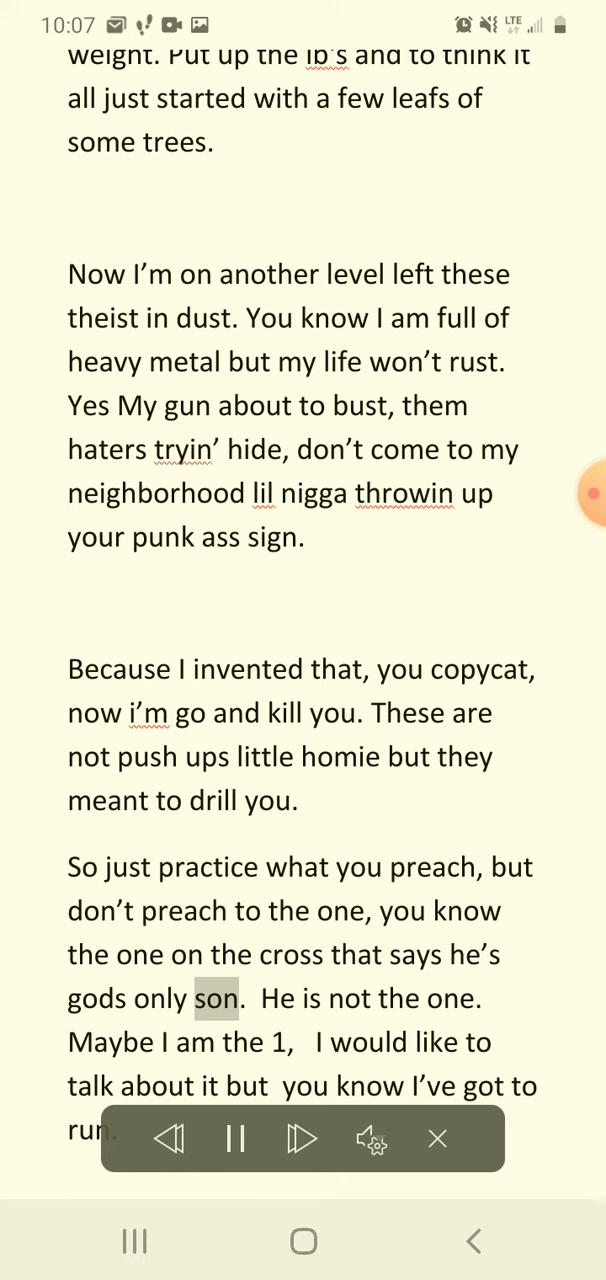 10:07
LTE
weight. Put up the lb's and to think it
all just started with a few leafs of
some trees.
Now I'm on another level left these
theist in dust. You know I am full of
heavy metal but my life won't rust.
Yes My gun about to bust, them
haters tryin' hide, don't come to my
neighborhood lil nigga throwin up
your punk ass sign.
Because I invented that, you copycat,
now i'm go and kill you. These are
not push ups little homie but they
meant to drill you.
So just practice what you preach, but
don't preach to the one, you know
the one on the cross that says he's
gods only son.  He is not the one.
Maybe I am the 1,   I would like to
talk about it but  you know I've got to
run.